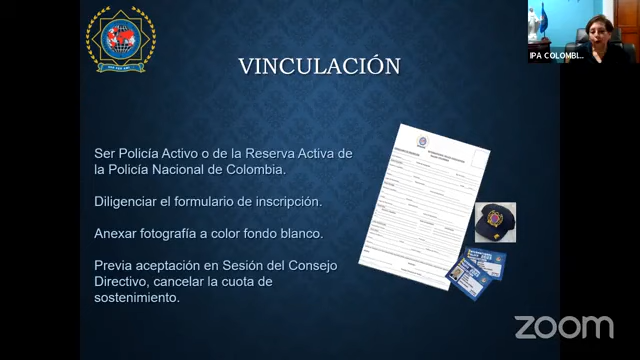 VINCULACIÓN
IPA COLOMBI...
Ser Policía Activo o de la Reserva Activa de
la Policía Nacional de Colombia.
Diligenciar el formulario de inscripción.
Anexar fotografía a color fondo blanco.
Previa aceptación en Sesión del Consejo
Directivo, cancelar la cuota de
sostenimiento.
zoom